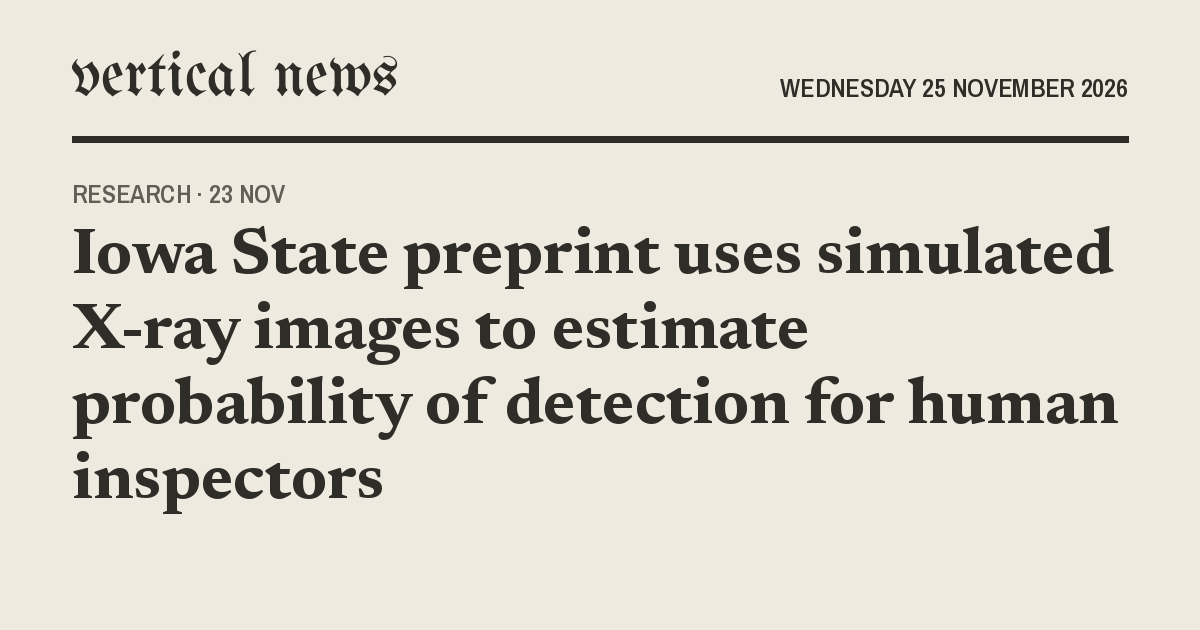 vertical news
WEDNESDAY 25 NOVEMBER 2026
RESEARCH · 23 NOV
Iowa State preprint uses simulated
X-ray images to estimate
probability of detection for human
inspectors